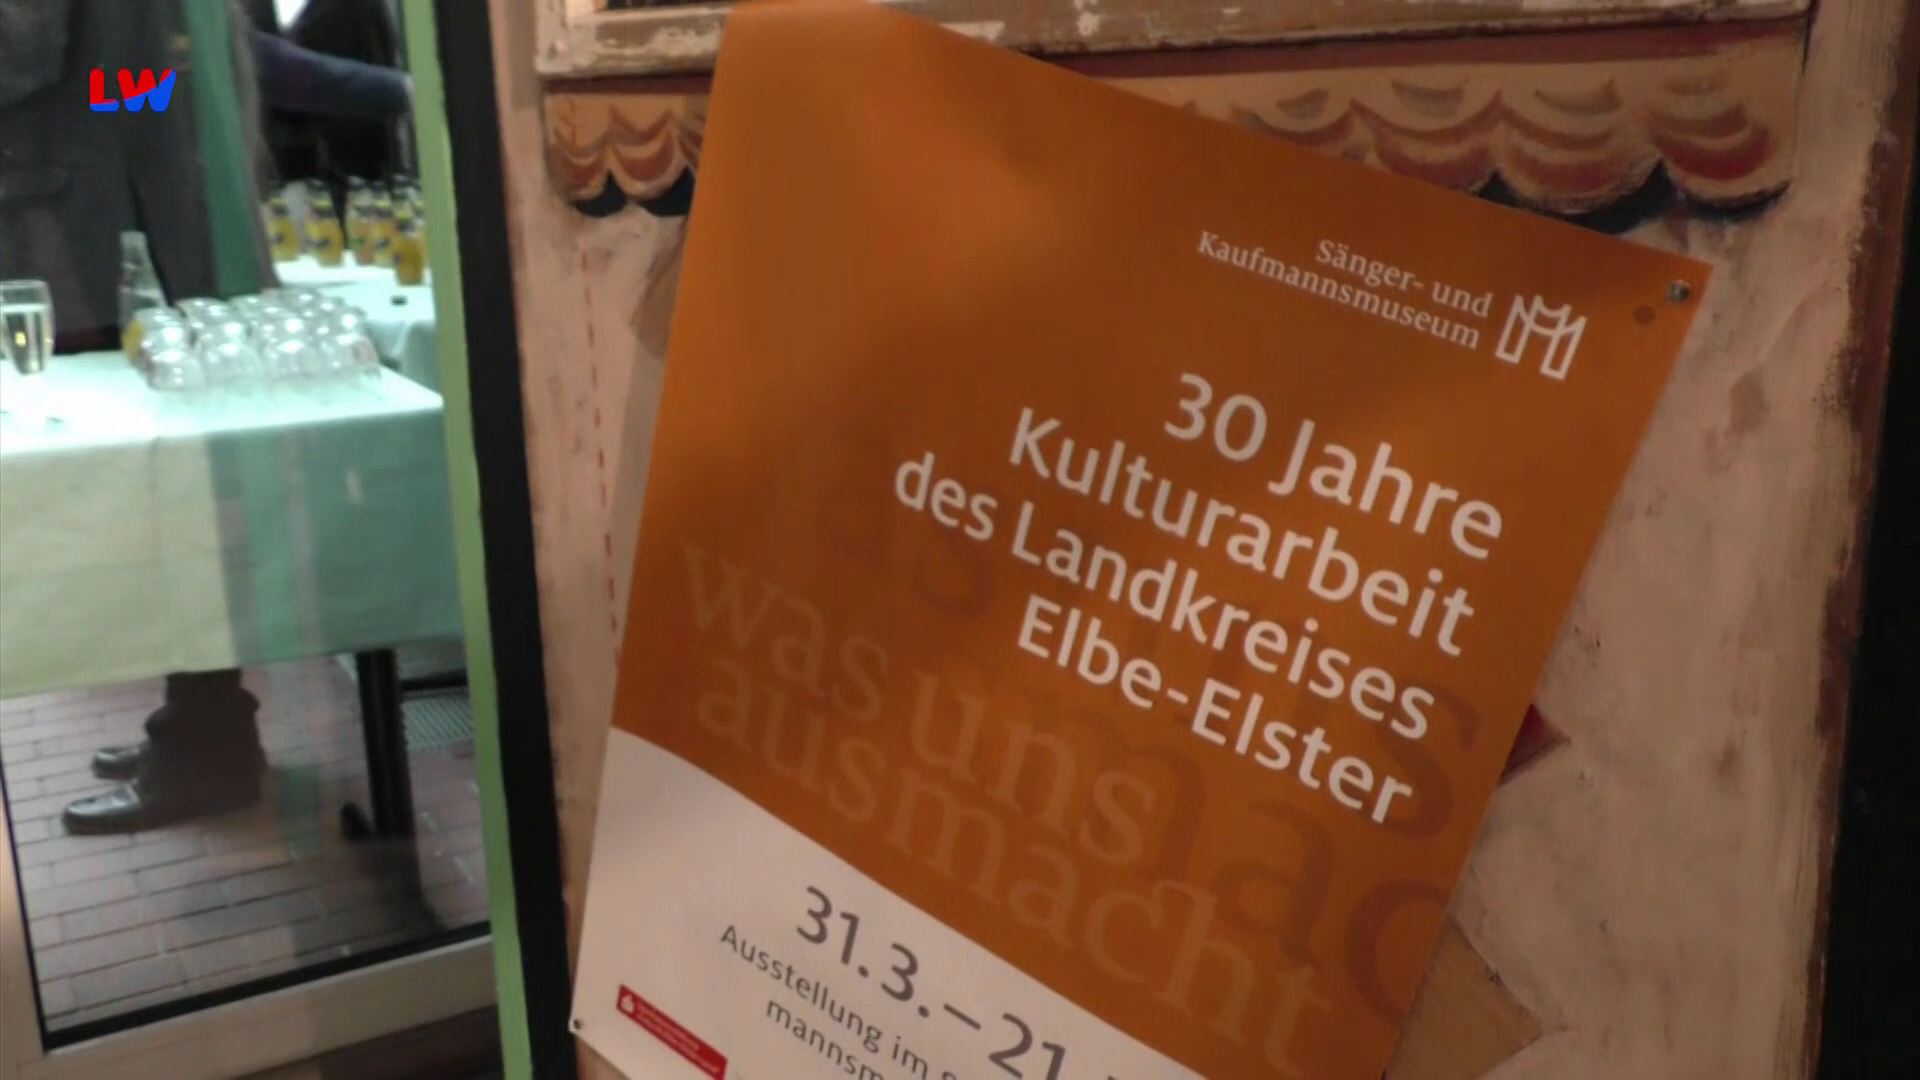 LW
Sänger- und
Kaufmannsmuseum
30 Jahre
Kulturarbeit
des Landkreises
Elbe-Elster
was uns
ausmacht
31.3.–21.
Ausstellung im